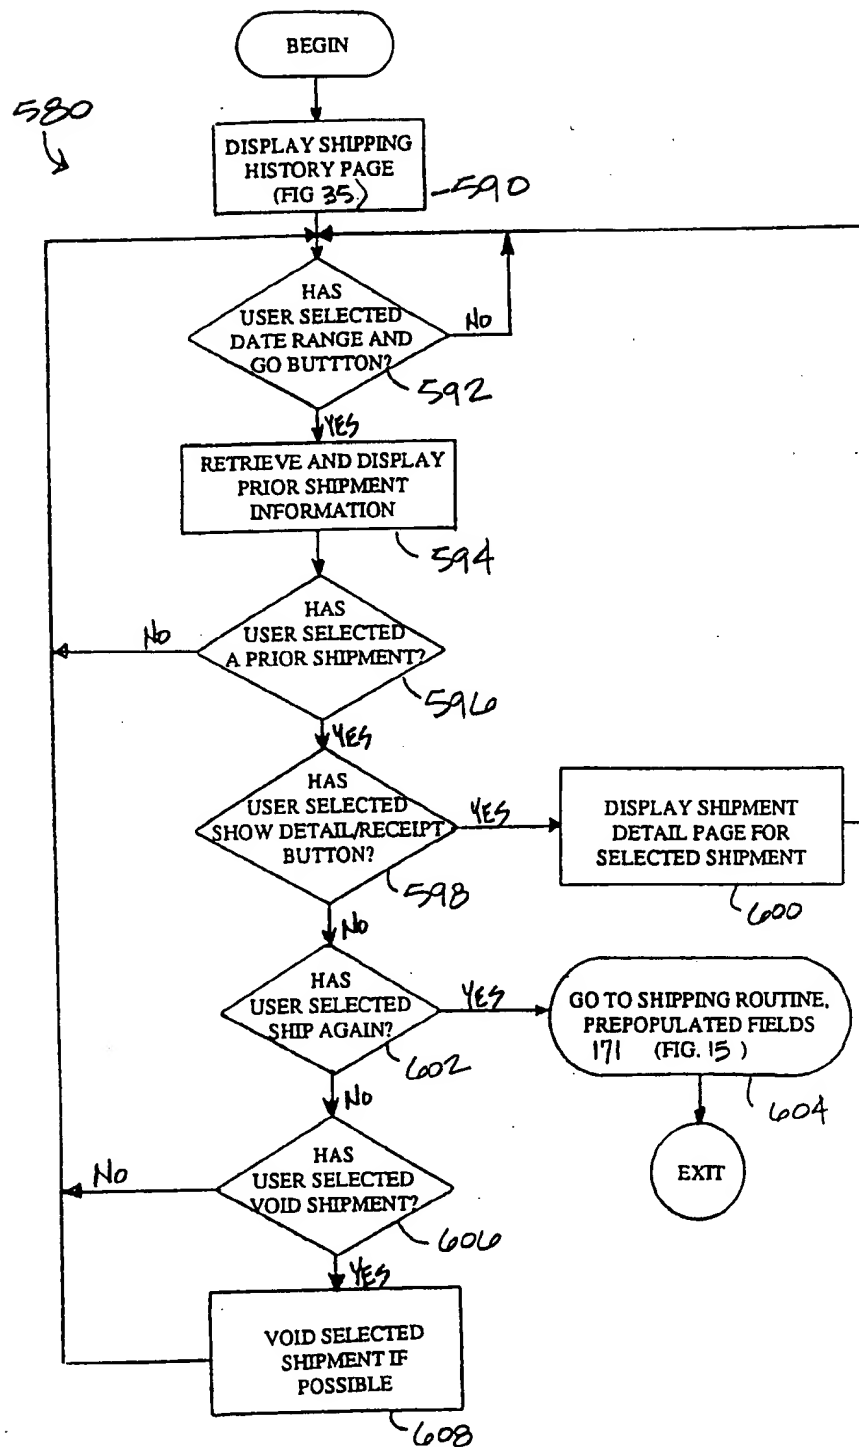 BEGIN
580
DISPLAY SHIPPING
HISTORY PAGE
(FIG 35)
590
HAS
USER SELECTED
DATE RANGE AND
GO BUTTTON?
No
592
YES
RETRIEVE AND DISPLAY
PRIOR SHIPMENT
INFORMATION
594
HAS
USER SELECTED
A PRIOR SHIPMENT?
No
596
YES
HAS
USER SELECTED
SHOW DETAIL/RECEIPT
BUTTON?
YES
598
DISPLAY SHIPMENT
DETAIL PAGE FOR
SELECTED SHIPMENT
600
No
HAS
USER SELECTED
SHIP AGAIN?
YES
602
GO TO SHIPPING ROUTINE,
PREPOPULATED FIELDS
171 (FIG. 15)
604
EXIT
No
HAS
USER SELECTED
VOID SHIPMENT?
No
606
YES
VOID SELECTED
SHIPMENT IF
POSSIBLE
608